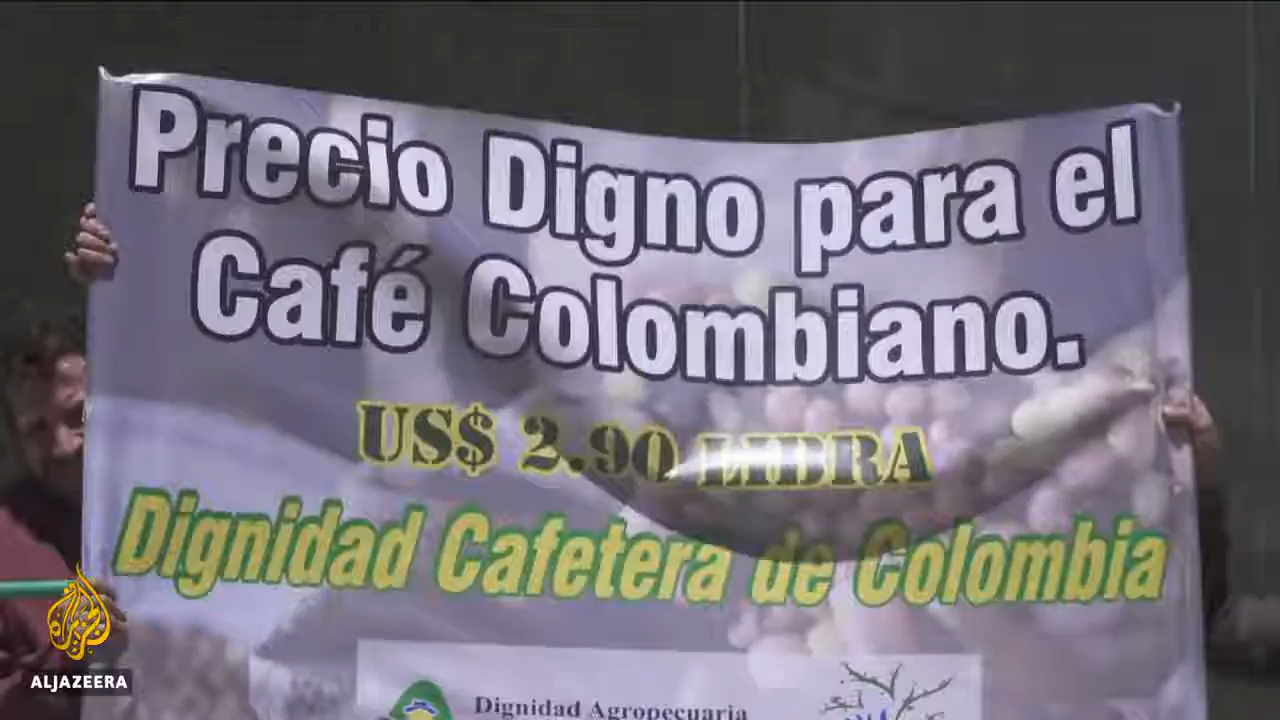 Precio Digno para el
Café Colombiano.
US$ 2.90 LIBRA
Dignidad Cafetera de Colombia
Dignidad Agropecuaria
ALJAZEERA